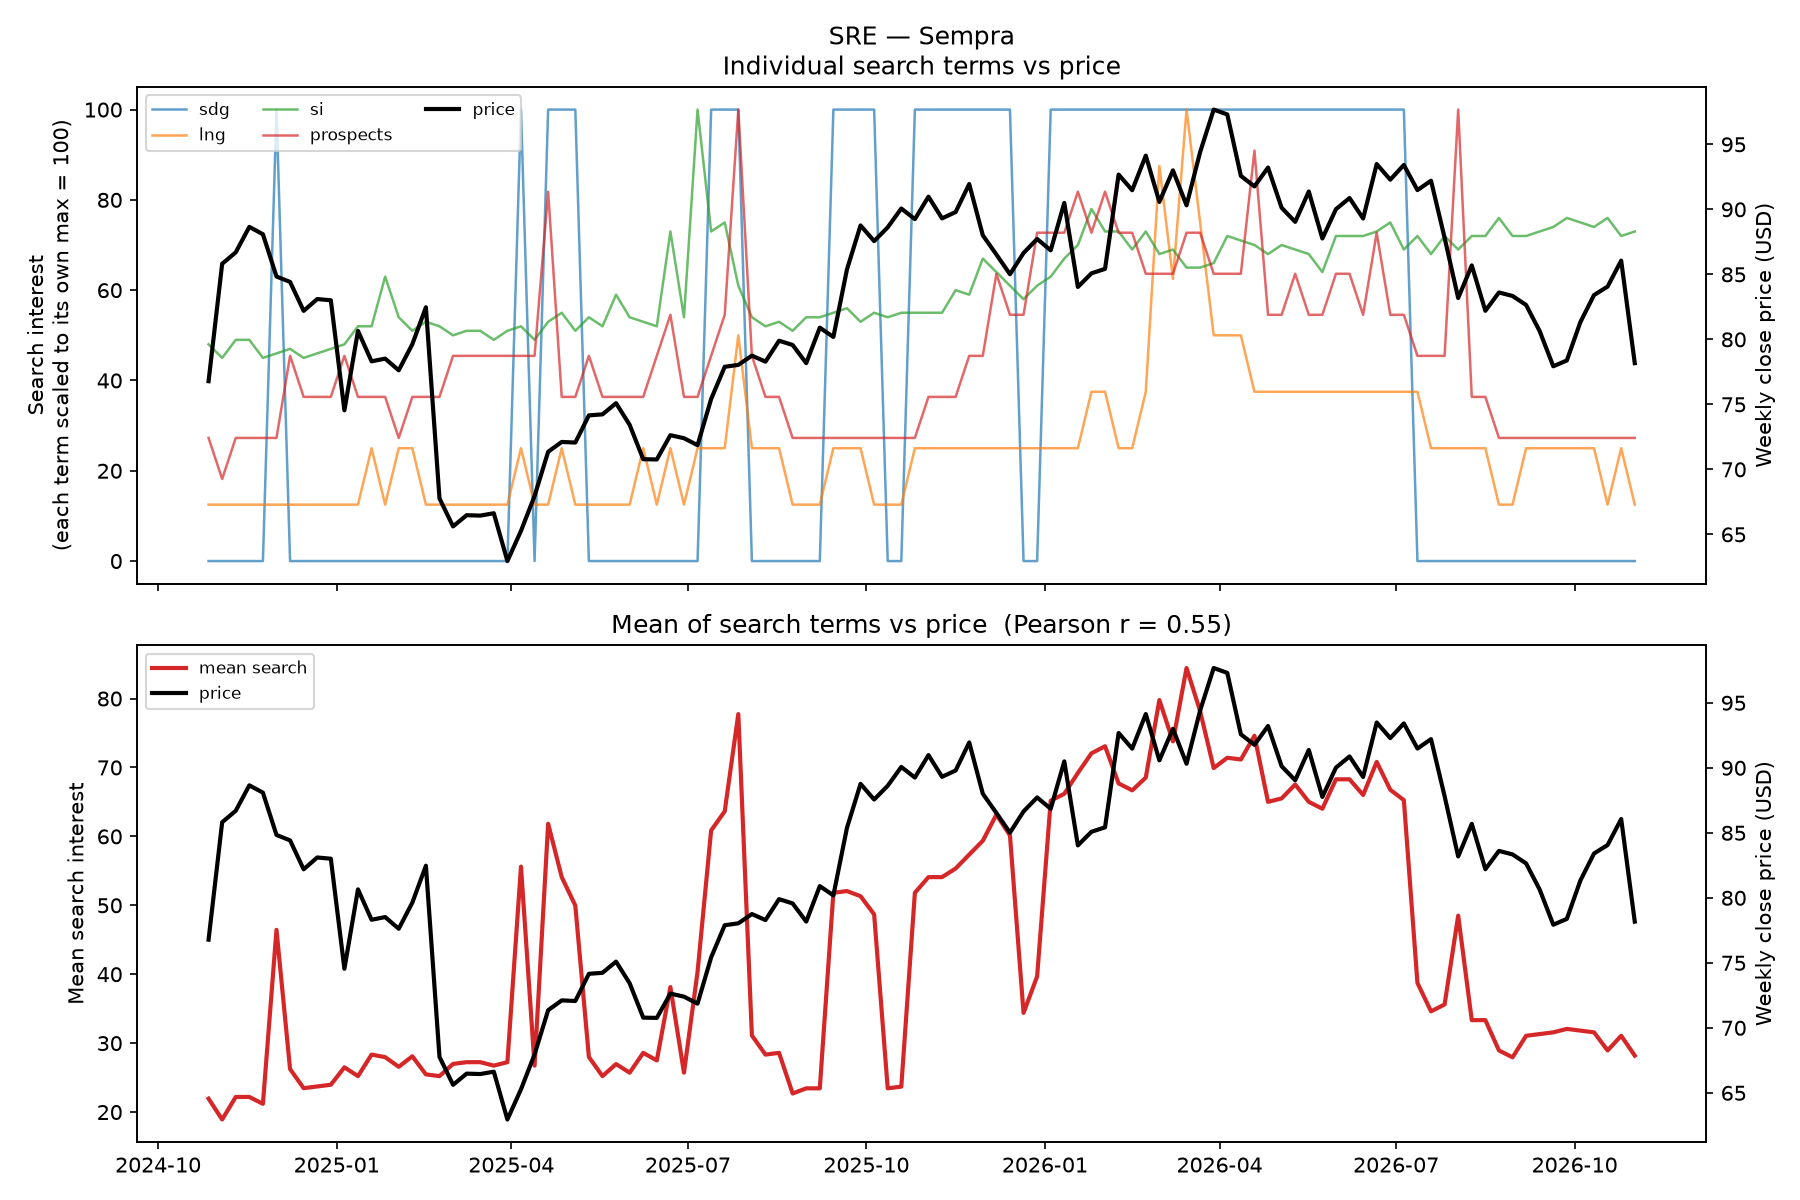 SRE — Sempra
Individual search terms vs price
sdg
lng
si
prospects
price
Search interest
(each term scaled to its own max = 100)
100
80
60
40
20
0
95
90
85
80
75
70
65
Weekly close price (USD)
Mean of search terms vs price  (Pearson r = 0.55)
mean search
price
Mean search interest
80
70
60
50
40
30
20
95
90
85
80
75
70
65
Weekly close price (USD)
2024-10
2025-01
2025-04
2025-07
2025-10
2026-01
2026-04
2026-07
2026-10